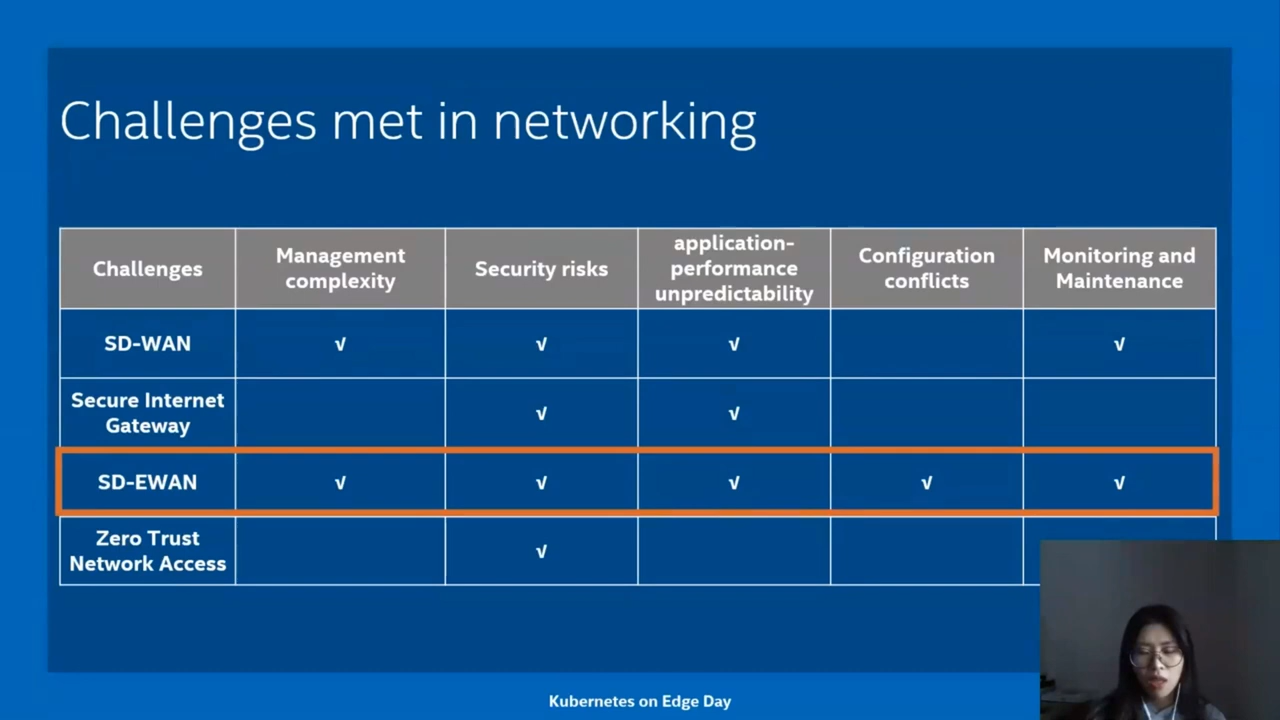 Challenges met in networking
Challenges
Management
complexity
Security risks
application-
performance
unpredictability
Configuration
conflicts
Monitoring and
Maintenance
SD-WAN
√
√
√
√
Secure Internet
Gateway
√
√
SD-EWAN
√
√
√
√
√
Zero Trust
Network Access
√
Kubernetes on Edge Day